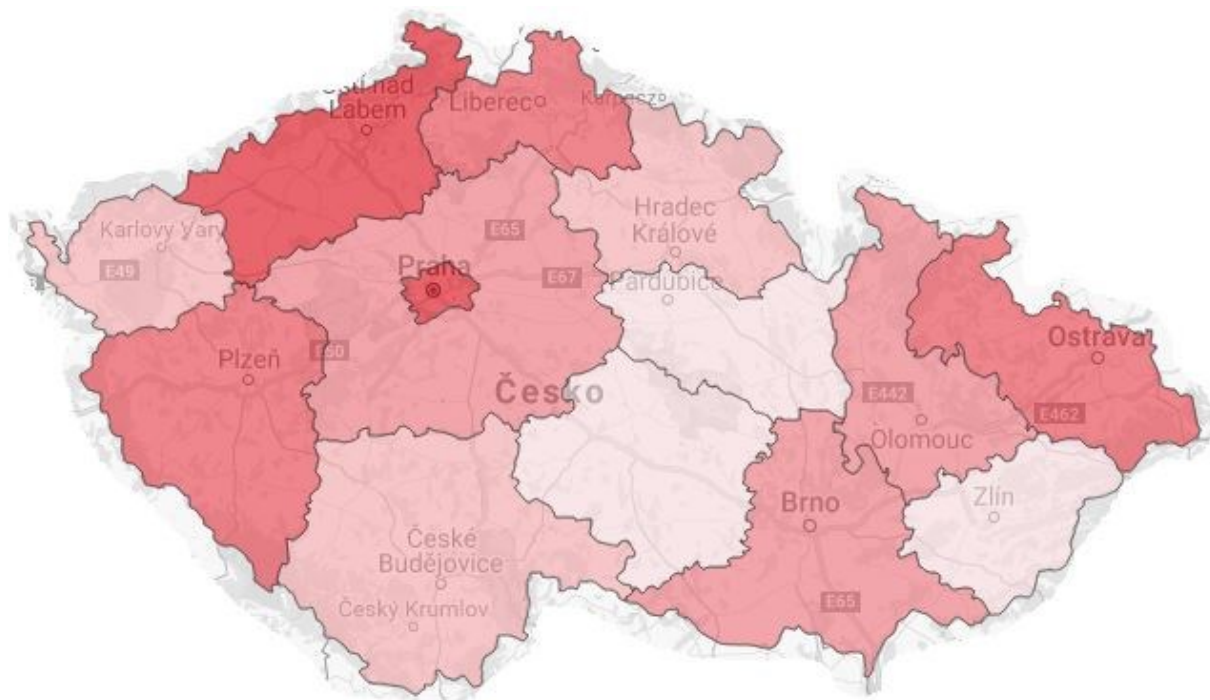 Ústí nad
Labem
Liberec
Karpacz
Karlovy Vary
E49
Hradec
Králové
E65
Praha
E67
Pardubice
Plzeň
E50
Česko
Ostrava
E442
E462
Olomouc
Brno
Zlín
České
Budějovice
Český Krumlov
E65